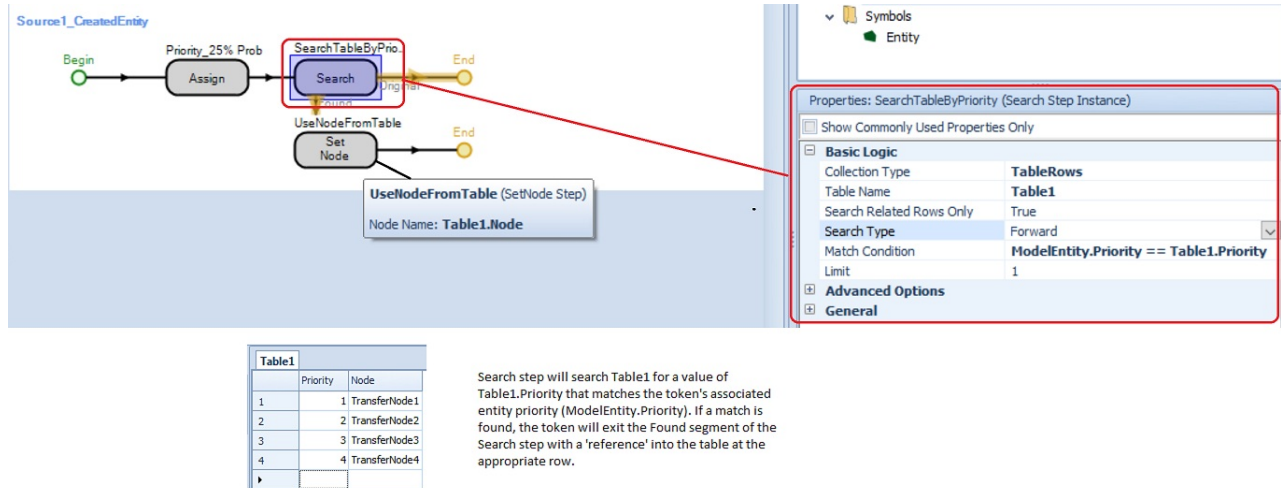 Source1_CreatedEntity
Begin
Priority_25% Prob
Assign
SearchTableByPrio..
Search
Original
Found
End
UseNodeFromTable
Set
Node
End
UseNodeFromTable (SetNode Step)
Node Name: Table1.Node
Symbols
Entity
Properties: SearchTableByPriority (Search Step Instance)
Show Commonly Used Properties Only
Basic Logic
Collection Type TableRows
Table Name Table1
Search Related Rows Only True
Search Type Forward
Match Condition ModelEntity.Priority == Table1.Priority
Limit 1
Advanced Options
General
Table1
Priority Node
1 1 TransferNode1
2 2 TransferNode2
3 3 TransferNode3
4 4 TransferNode4
Search step will search Table1 for a value of
Table1.Priority that matches the token's associated
entity priority (ModelEntity.Priority). If a match is
found, the token will exit the Found segment of the
Search step with a 'reference' into the table at the
appropriate row.